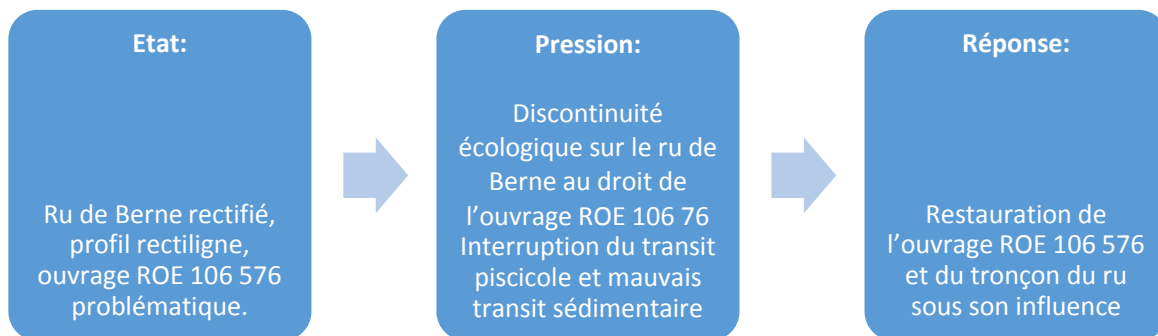 Etat:
Ru de Berne rectifié,
profil rectiligne,
ouvrage ROE 106 576
problématique.
Pression:
Discontinuité
écologique sur le ru de
Berne au droit de
l’ouvrage ROE 106 76
Interruption du transit
piscicole et mauvais
transit sédimentaire
Réponse:
Restauration de
l’ouvrage ROE 106 576
et du tronçon du ru
sous son influence